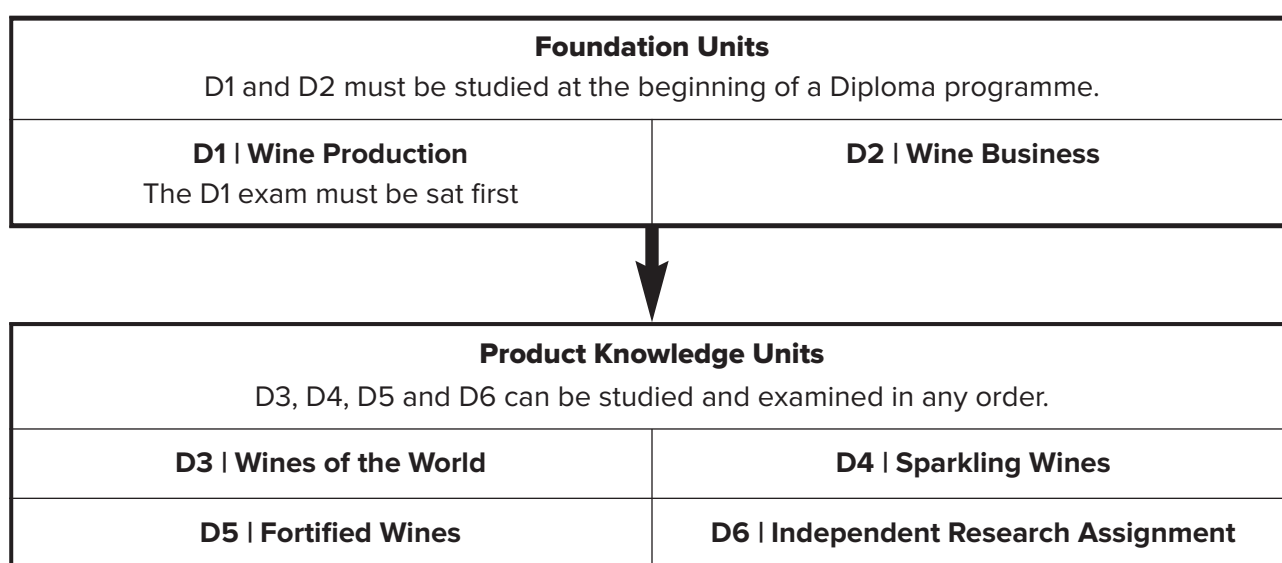 Foundation Units
D1 and D2 must be studied at the beginning of a Diploma programme.
D1 | Wine Production
The D1 exam must be sat first
D2 | Wine Business
Product Knowledge Units
D3, D4, D5 and D6 can be studied and examined in any order.
D3 | Wines of the World
D4 | Sparkling Wines
D5 | Fortified Wines
D6 | Independent Research Assignment